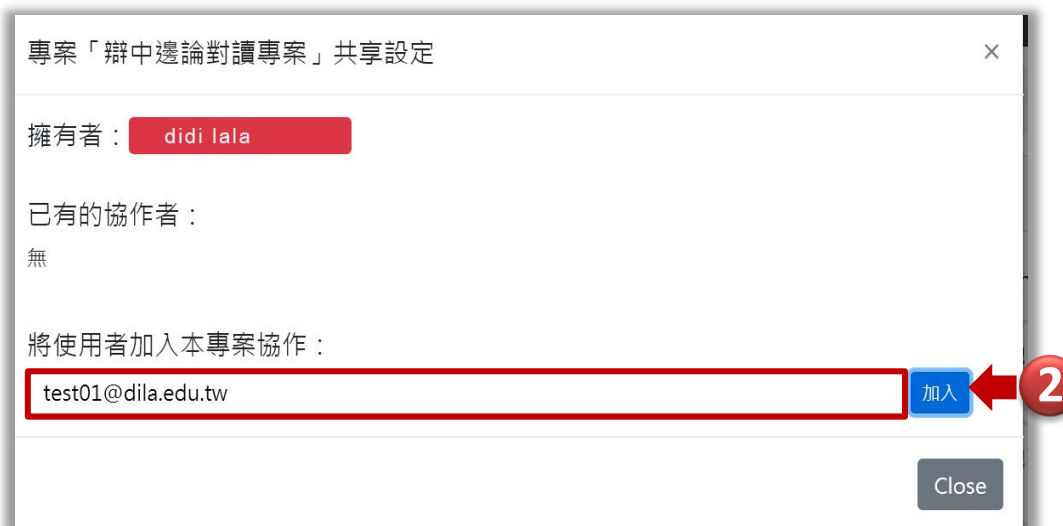 專案「辯中邊論對讀專案」共享設定 ×
擁有者： didi lala
已有的協作者：
無
將使用者加入本專案協作：
test01@dila.edu.tw 加入 2
Close